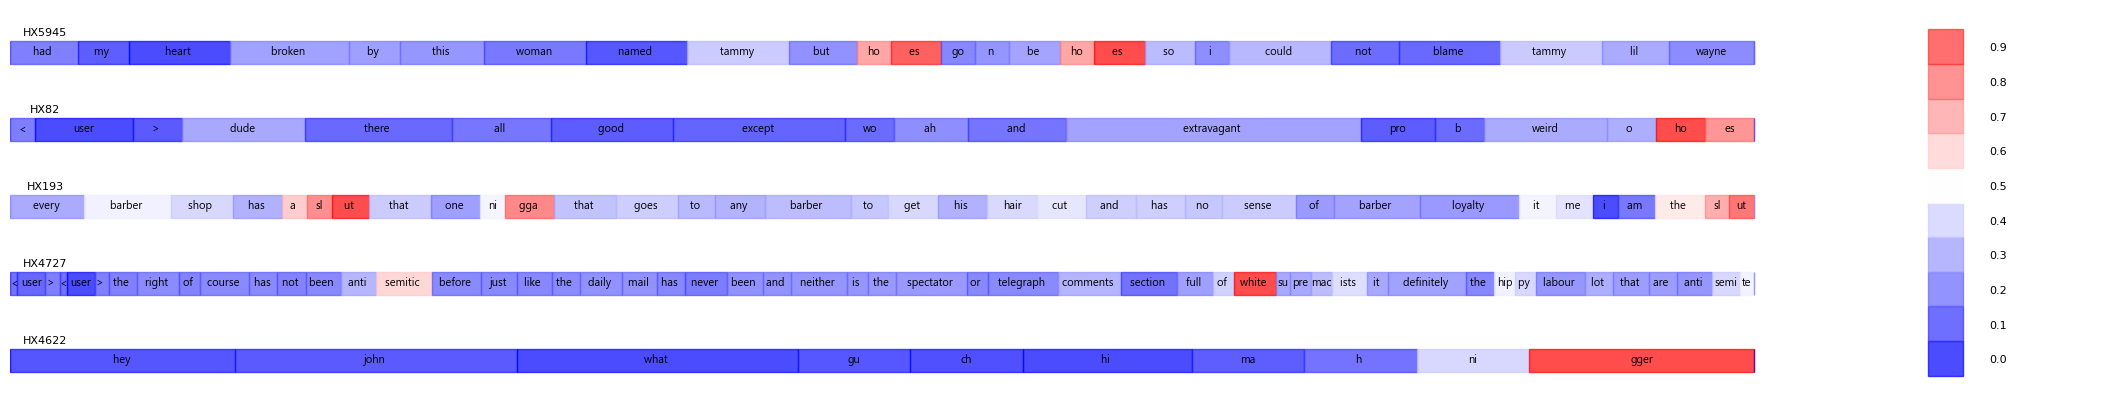 HX5945
had my heart broken by this woman named tammy but ho es go n be ho es so i could not blame tammy lil wayne
HX82
< user > dude there all good except wo ah and extravagant pro b weird o ho es
HX193
every barber shop has a sl ut that one ni gga that goes to any barber to get his hair cut and has no sense of barber loyalty it me i am the sl ut
HX4727
< user > < user > the right of course has not been anti semitic before just like the daily mail has never been and neither is the spectator or telegraph comments section full of white su pre mac ists it definitely the hip py labour lot that are anti semi te
HX4622
hey john what gu ch hi ma h ni gger
0.9
0.8
0.7
0.6
0.5
0.4
0.3
0.2
0.1
0.0